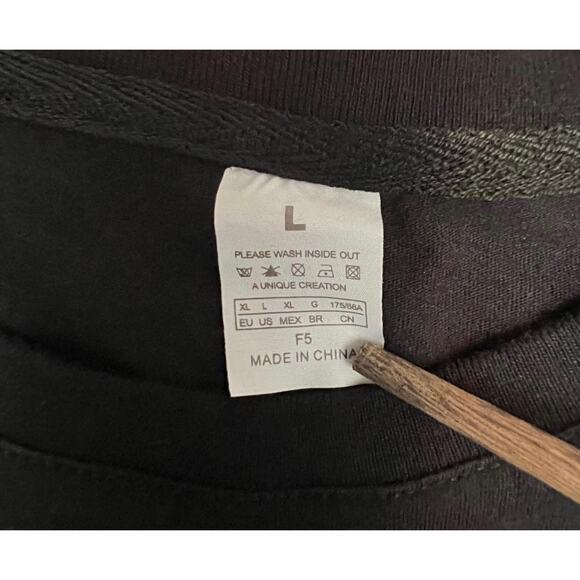 L
PLEASE WASH INSIDE OUT
A UNIQUE CREATION
XL L XL G 175/88A
EU US MEX BR CN
F5
MADE IN CHINA